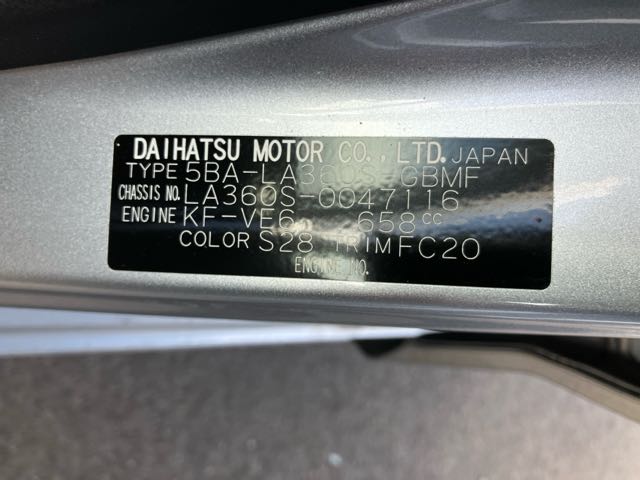 DAIHATSU MOTOR CO., LTD. JAPAN
TYPE 5BA-LA360S-GBMF
CHASSIS NO. LA360S-0047116
ENGINE KF-VE6 658cc
COLOR S28 TRIM FC20
ENGINE NO.